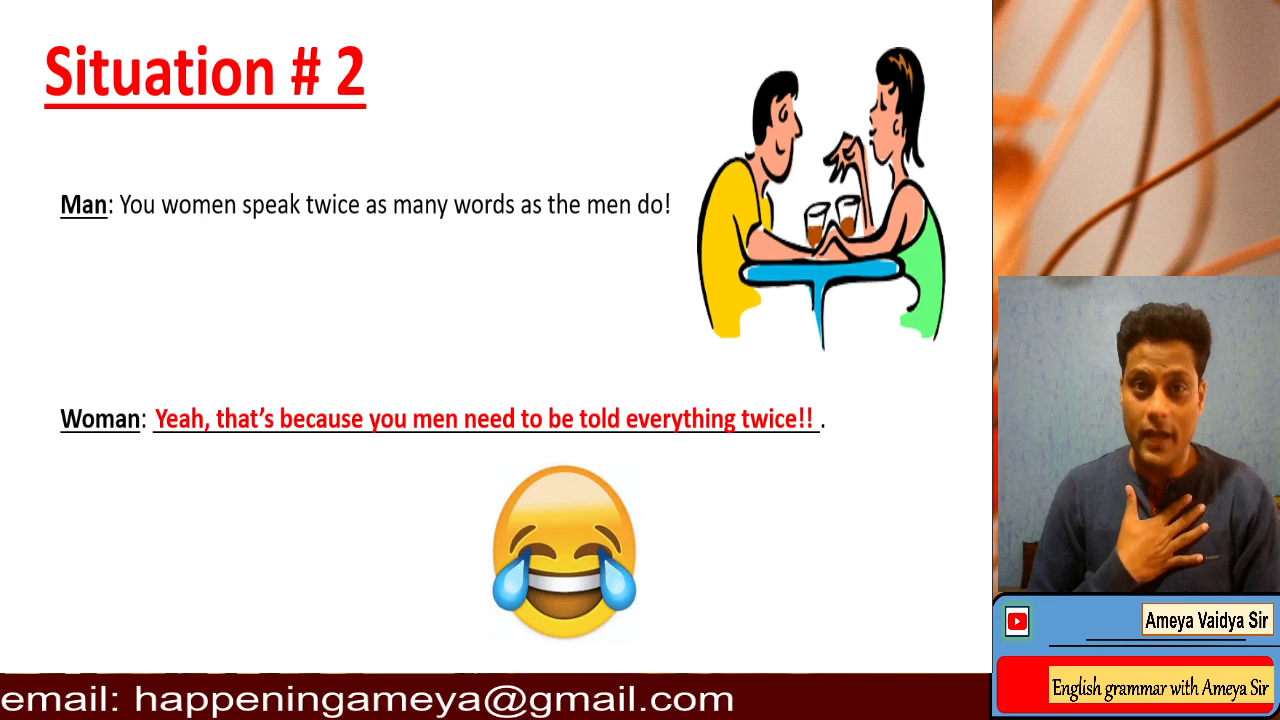 Situation # 2
Man: You women speak twice as many words as the men do!
Woman: Yeah, that’s because you men need to be told everything twice!! .
Ameya Vaidya Sir
English grammar with Ameya Sir
email: happeningameya@gmail.com